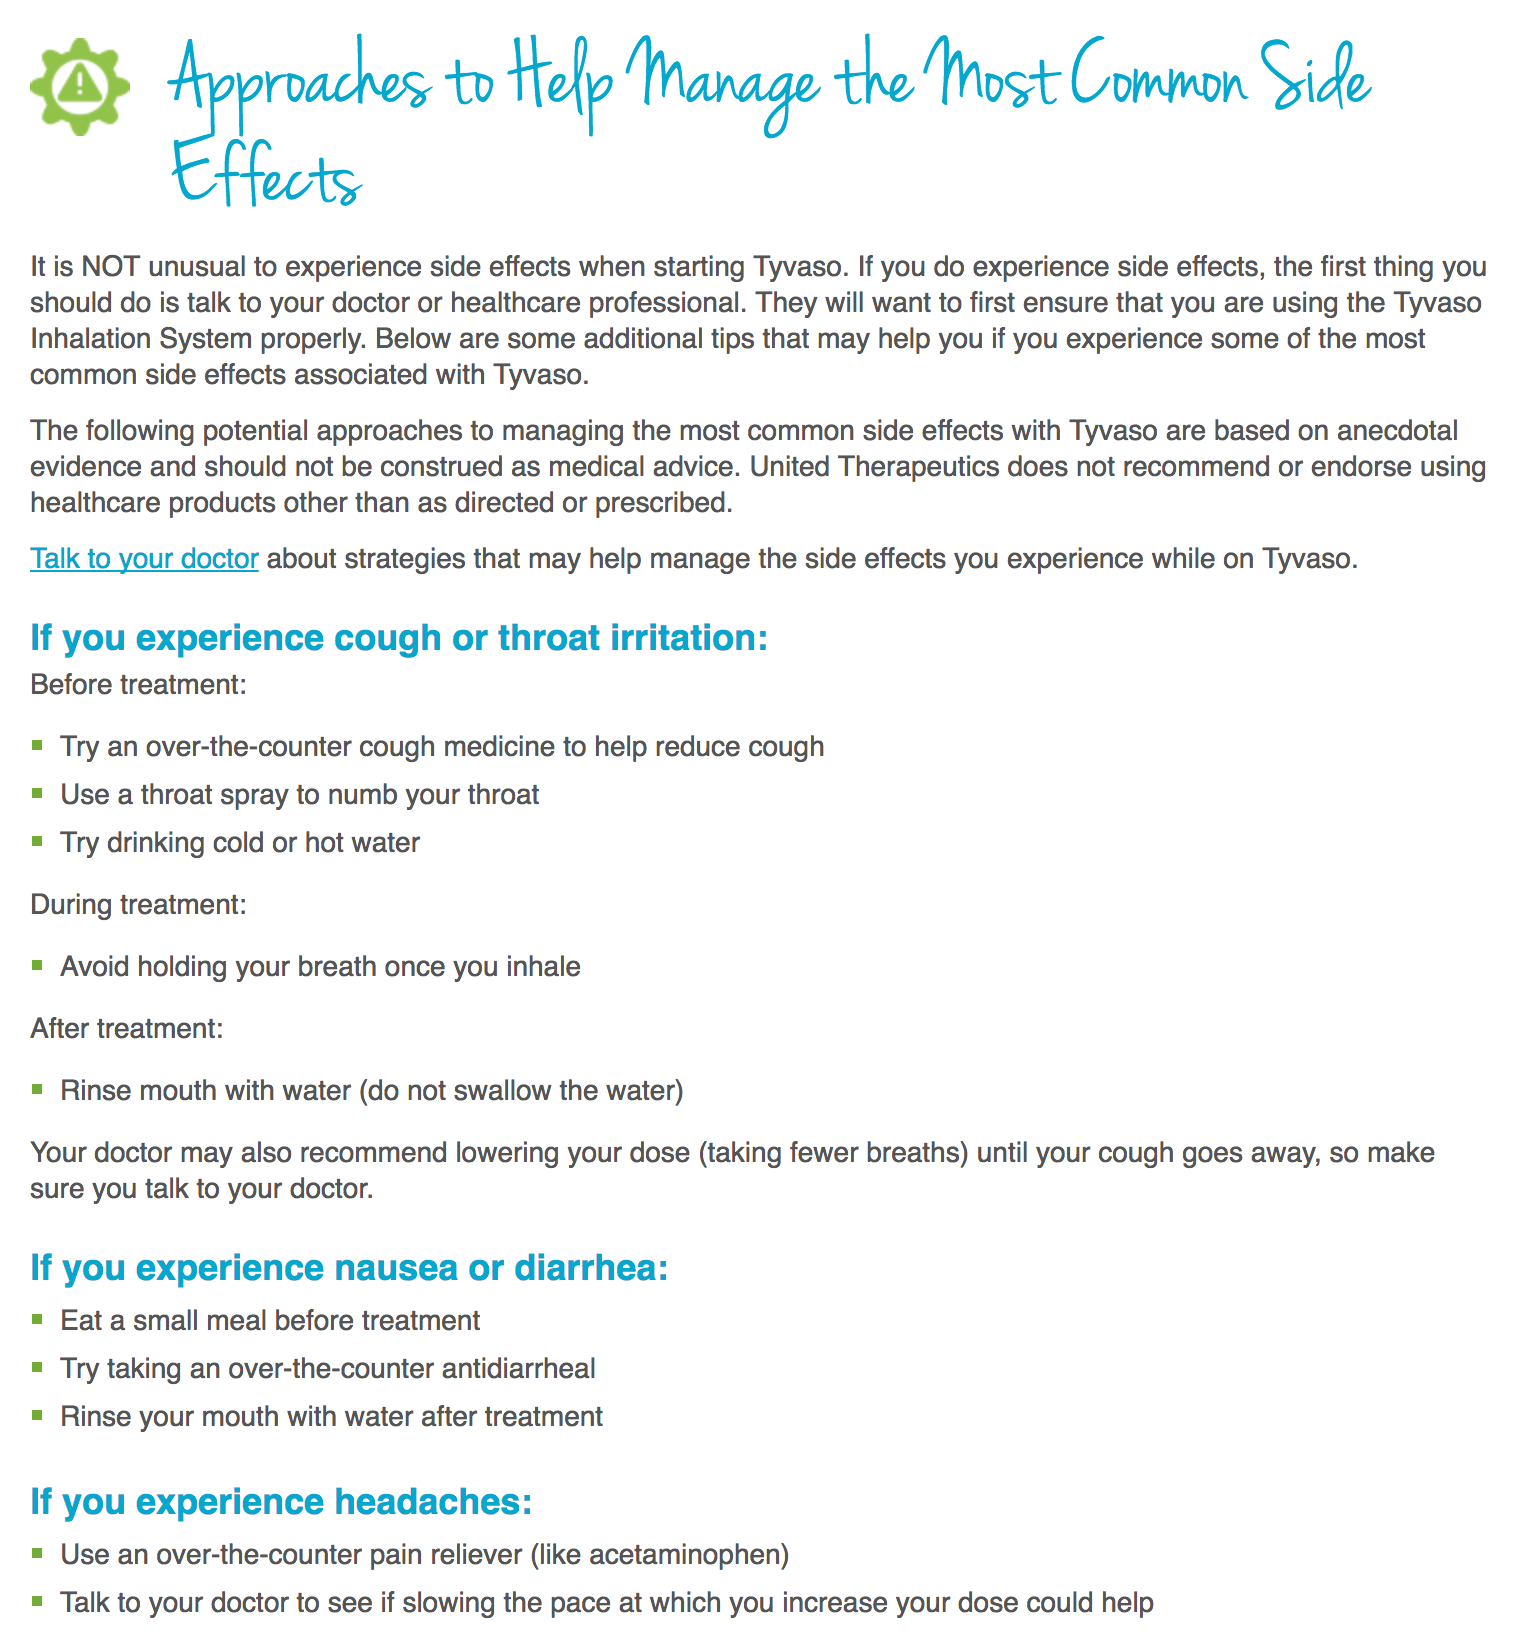 Approaches to Help Manage the Most Common Side
Effects
It is NOT unusual to experience side effects when starting Tyvaso. If you do experience side effects, the first thing you
should do is talk to your doctor or healthcare professional. They will want to first ensure that you are using the Tyvaso
Inhalation System properly. Below are some additional tips that may help you if you experience some of the most
common side effects associated with Tyvaso.
The following potential approaches to managing the most common side effects with Tyvaso are based on anecdotal
evidence and should not be construed as medical advice. United Therapeutics does not recommend or endorse using
healthcare products other than as directed or prescribed.
Talk to your doctor about strategies that may help manage the side effects you experience while on Tyvaso.
If you experience cough or throat irritation:
Before treatment:
Try an over-the-counter cough medicine to help reduce cough
Use a throat spray to numb your throat
Try drinking cold or hot water
During treatment:
Avoid holding your breath once you inhale
After treatment:
Rinse mouth with water (do not swallow the water)
Your doctor may also recommend lowering your dose (taking fewer breaths) until your cough goes away, so make
sure you talk to your doctor.
If you experience nausea or diarrhea:
Eat a small meal before treatment
Try taking an over-the-counter antidiarrheal
Rinse your mouth with water after treatment
If you experience headaches:
Use an over-the-counter pain reliever (like acetaminophen)
Talk to your doctor to see if slowing the pace at which you increase your dose could help